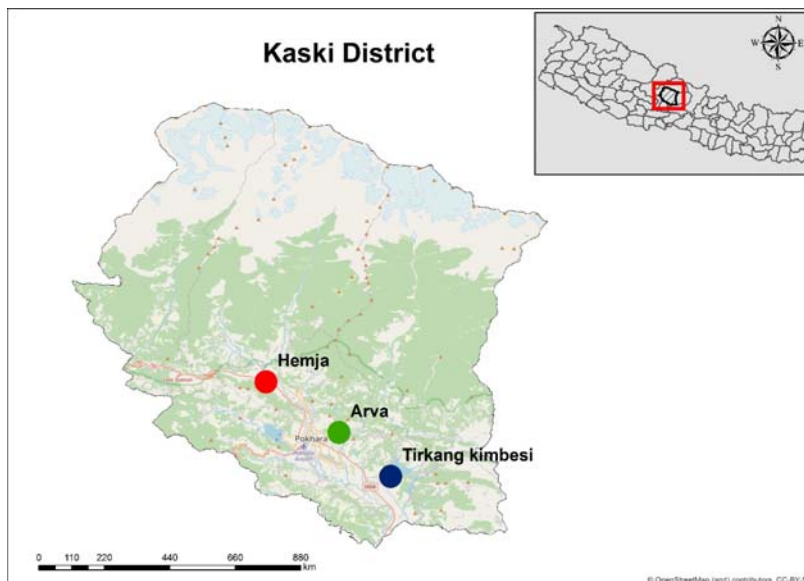 Kaski District
N
W E
S
Hemja
Arva
Pokhara
Tirkang kimbesi
0 110 220 440 660 880
km
© OpenStreetMap (and) contributors, CC-BY-